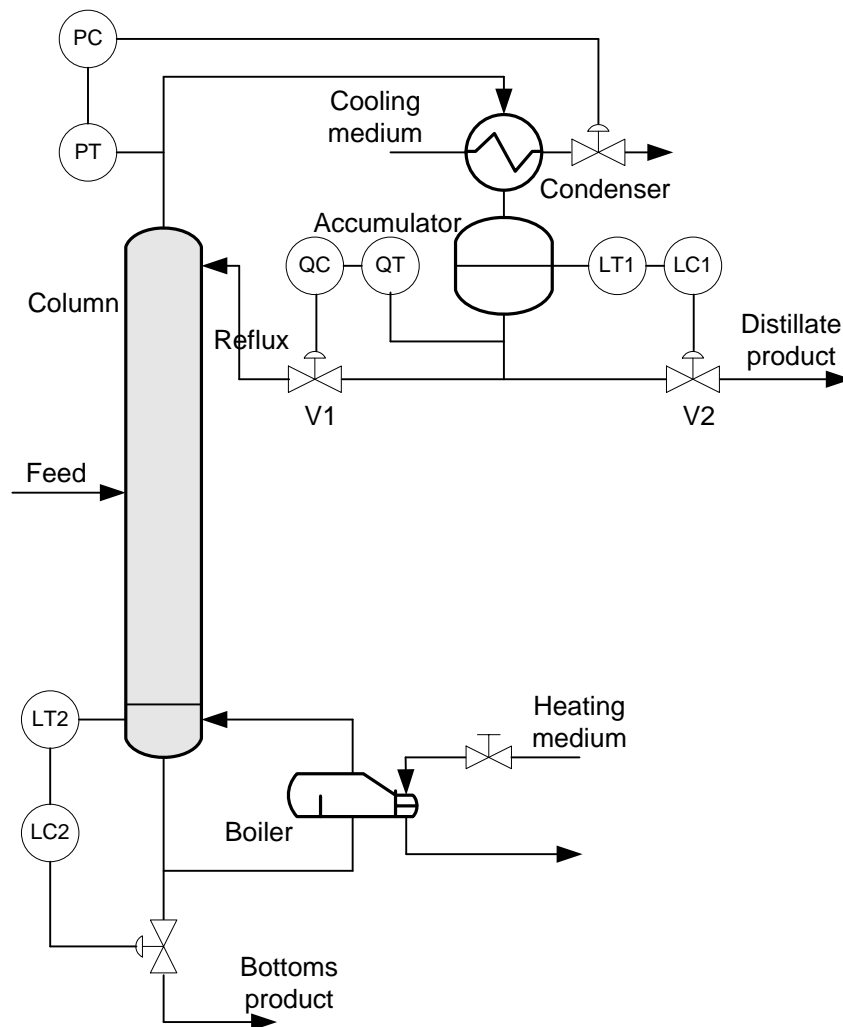 PC
Cooling
medium
PT
Condenser
Accumulator
QC
QT
LT1
LC1
Column
Reflux
Distillate
product
V1
V2
Feed
LT2
Heating
medium
LC2
Boiler
Bottoms
product